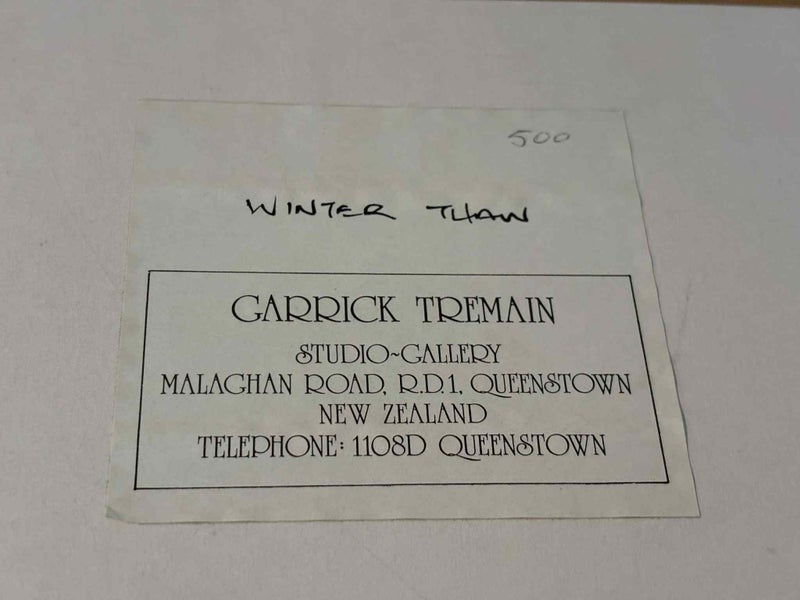 500
WINTER THAW
GARRICK TREMAIN
STUDIO~GALLERY
MALAGHAN ROAD, R.D.1, QUEENSTOWN
NEW ZEALAND
TELEPHONE: 1108D QUEENSTOWN